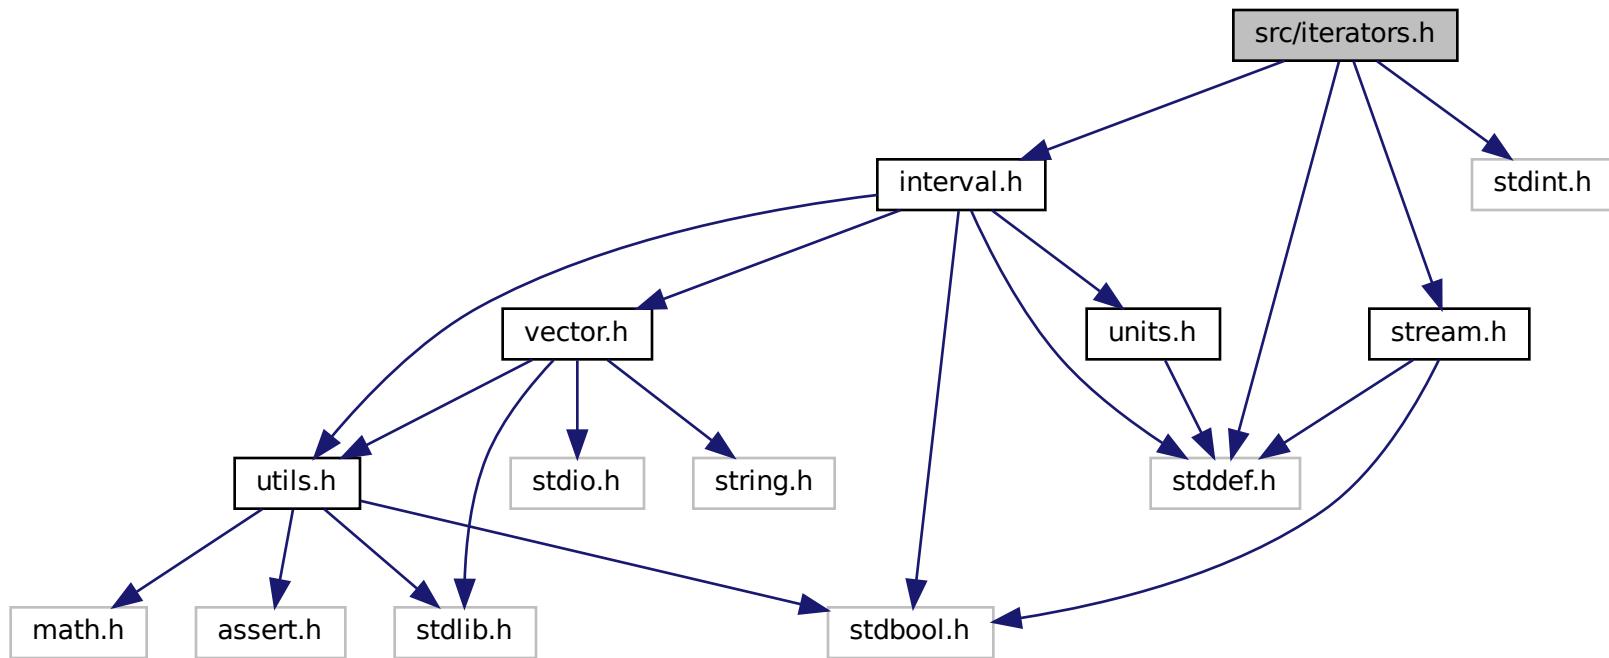 src/iterators.h
interval.h
stdint.h
vector.h
units.h
stream.h
utils.h
stdio.h
string.h
stddef.h
math.h
assert.h
stdlib.h
stdbool.h